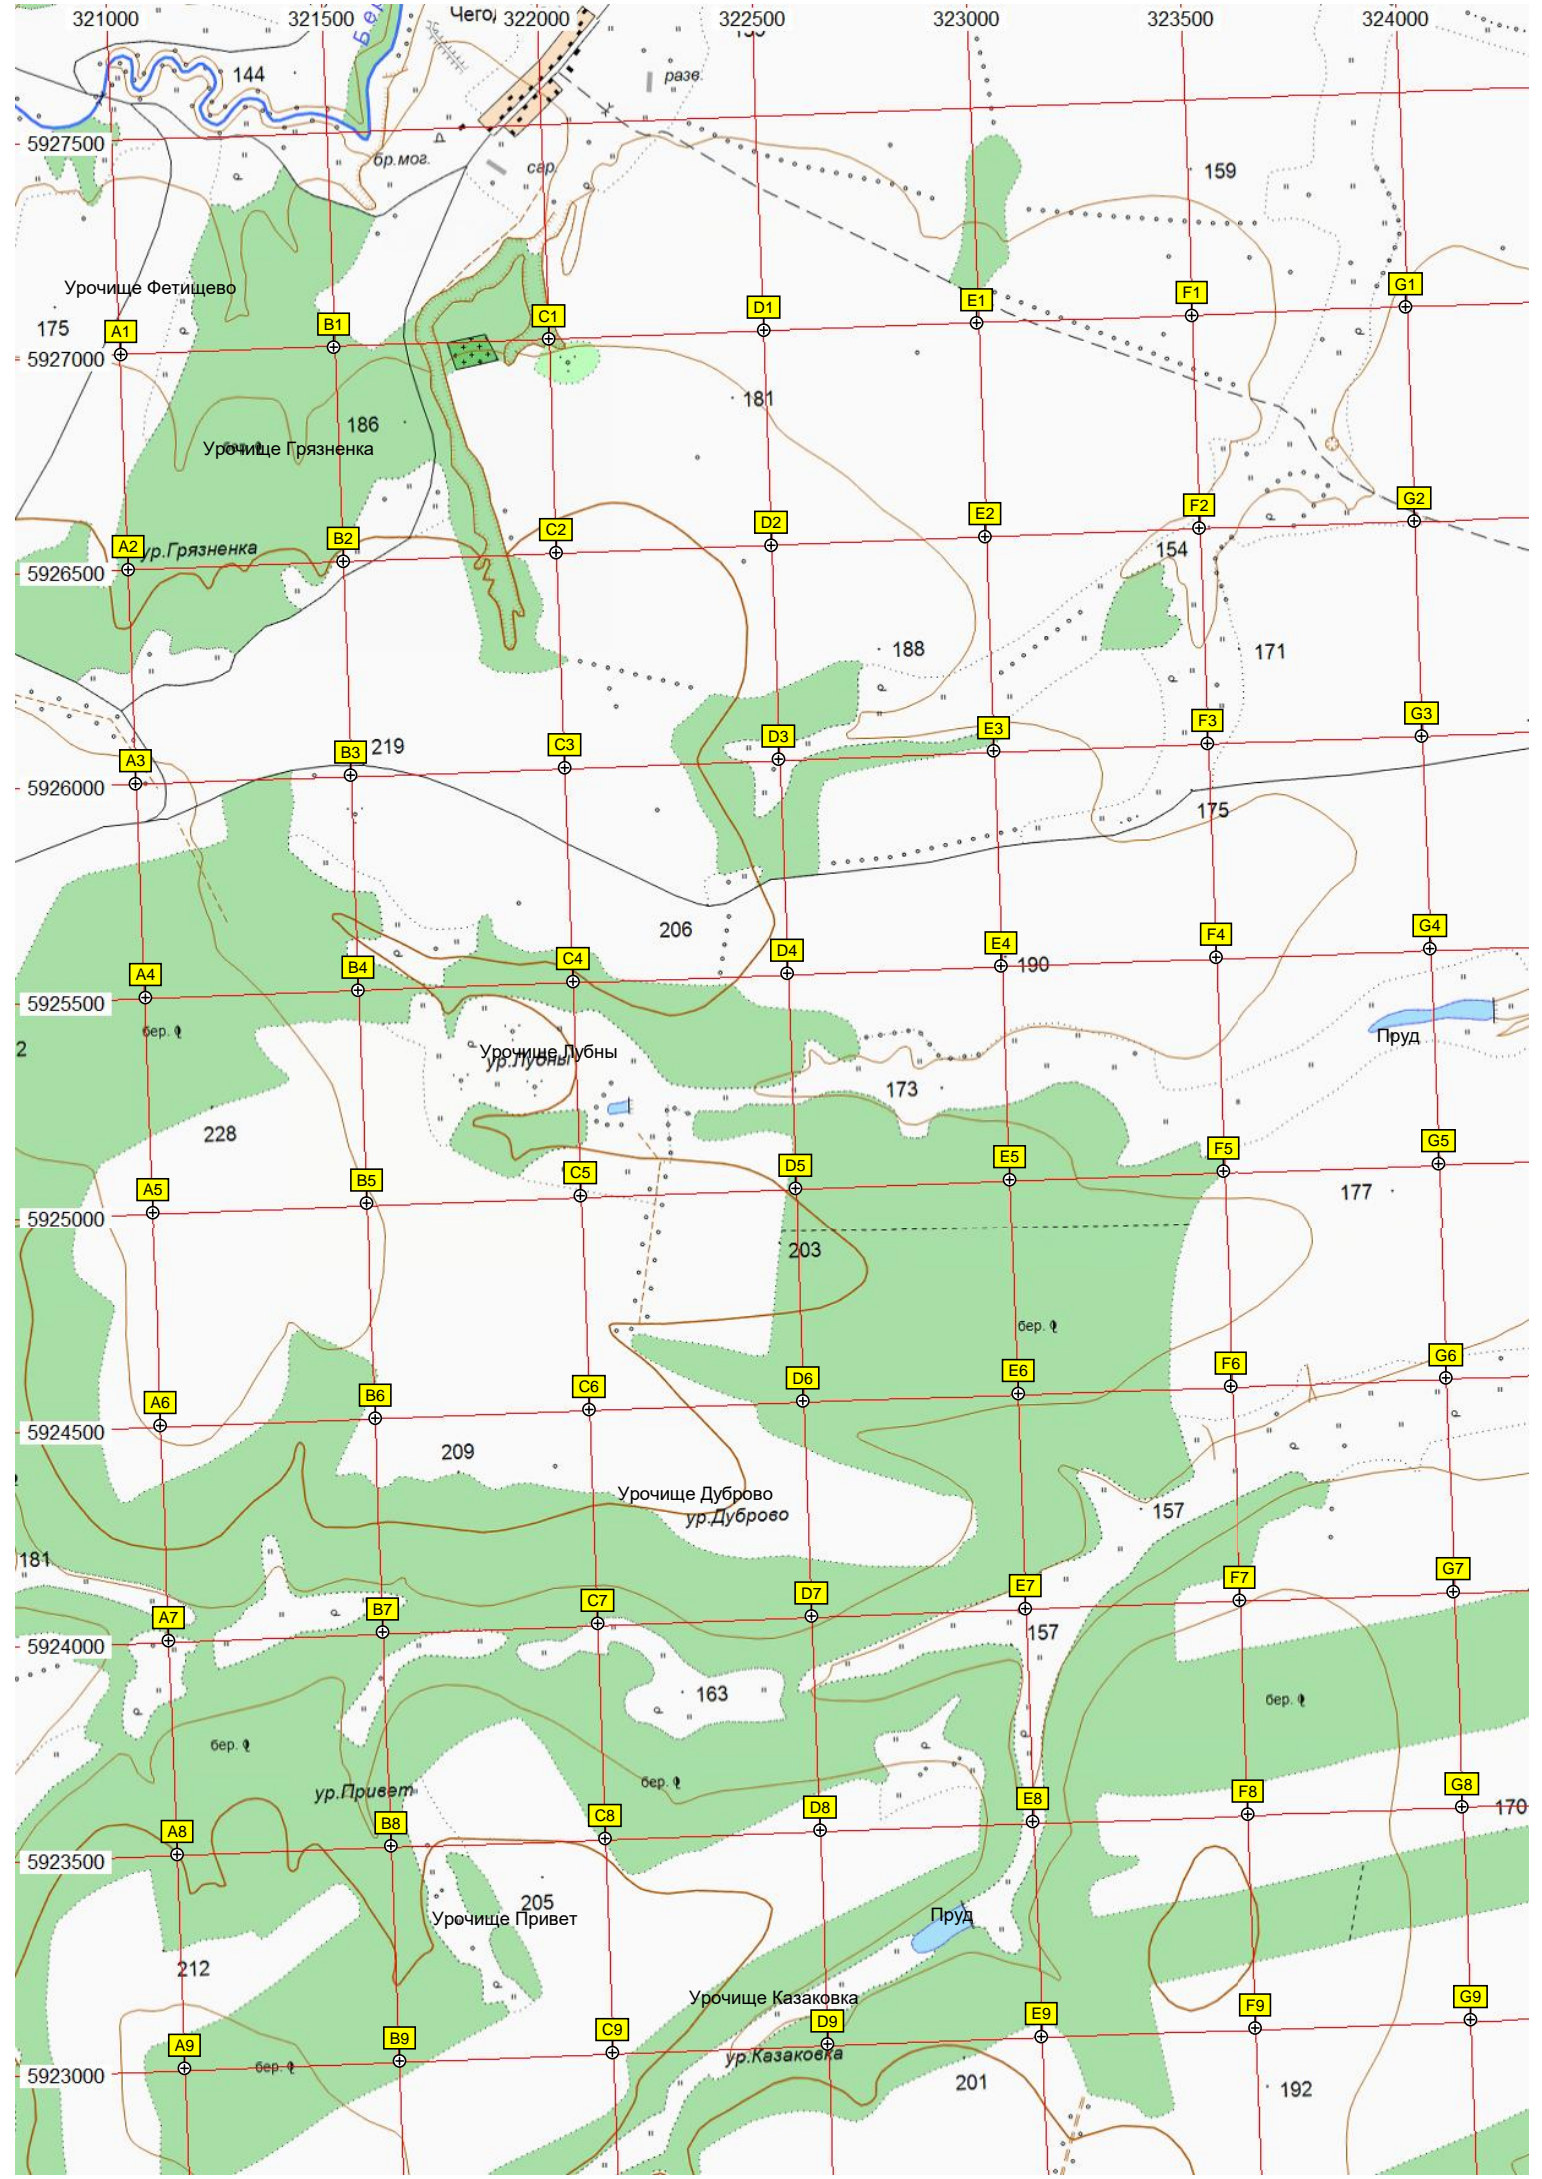 321000 321500 322000 322500 323000 323500 324000
144
разв.
5927500
бр.мог.
сар.
159
Урочище Фетищево
175
A1 B1 C1 D1 E1 F1 G1
5927000
181
186
Урочище Грязненка
A2 B2 C2 D2 E2 F2 G2
ур.Грязненка
154
5926500
188
171
A3 B3 C3 D3 E3 F3 G3
219
5926000
175
206
A4 B4 C4 D4 E4 F4 G4
190
5925500
бер.
Пруд
2
Урочище Лубны
ур.Лубны
173
228
A5 B5 C5 D5 E5 F5 G5
177
5925000
203
бер.
A6 B6 C6 D6 E6 F6 G6
5924500
209
Урочище Дуброво
ур.Дуброво
157
181
A7 B7 C7 D7 E7 F7 G7
157
5924000
163
бер.
бер.
бер.
ур.Привет
A8 B8 C8 D8 E8 F8 G8
170
5923500
205
Урочище Привет
Пруд
212
Урочище Казаковка
A9 B9 C9 D9 E9 F9 G9
ур.Казаковка
бер.
5923000
201
192